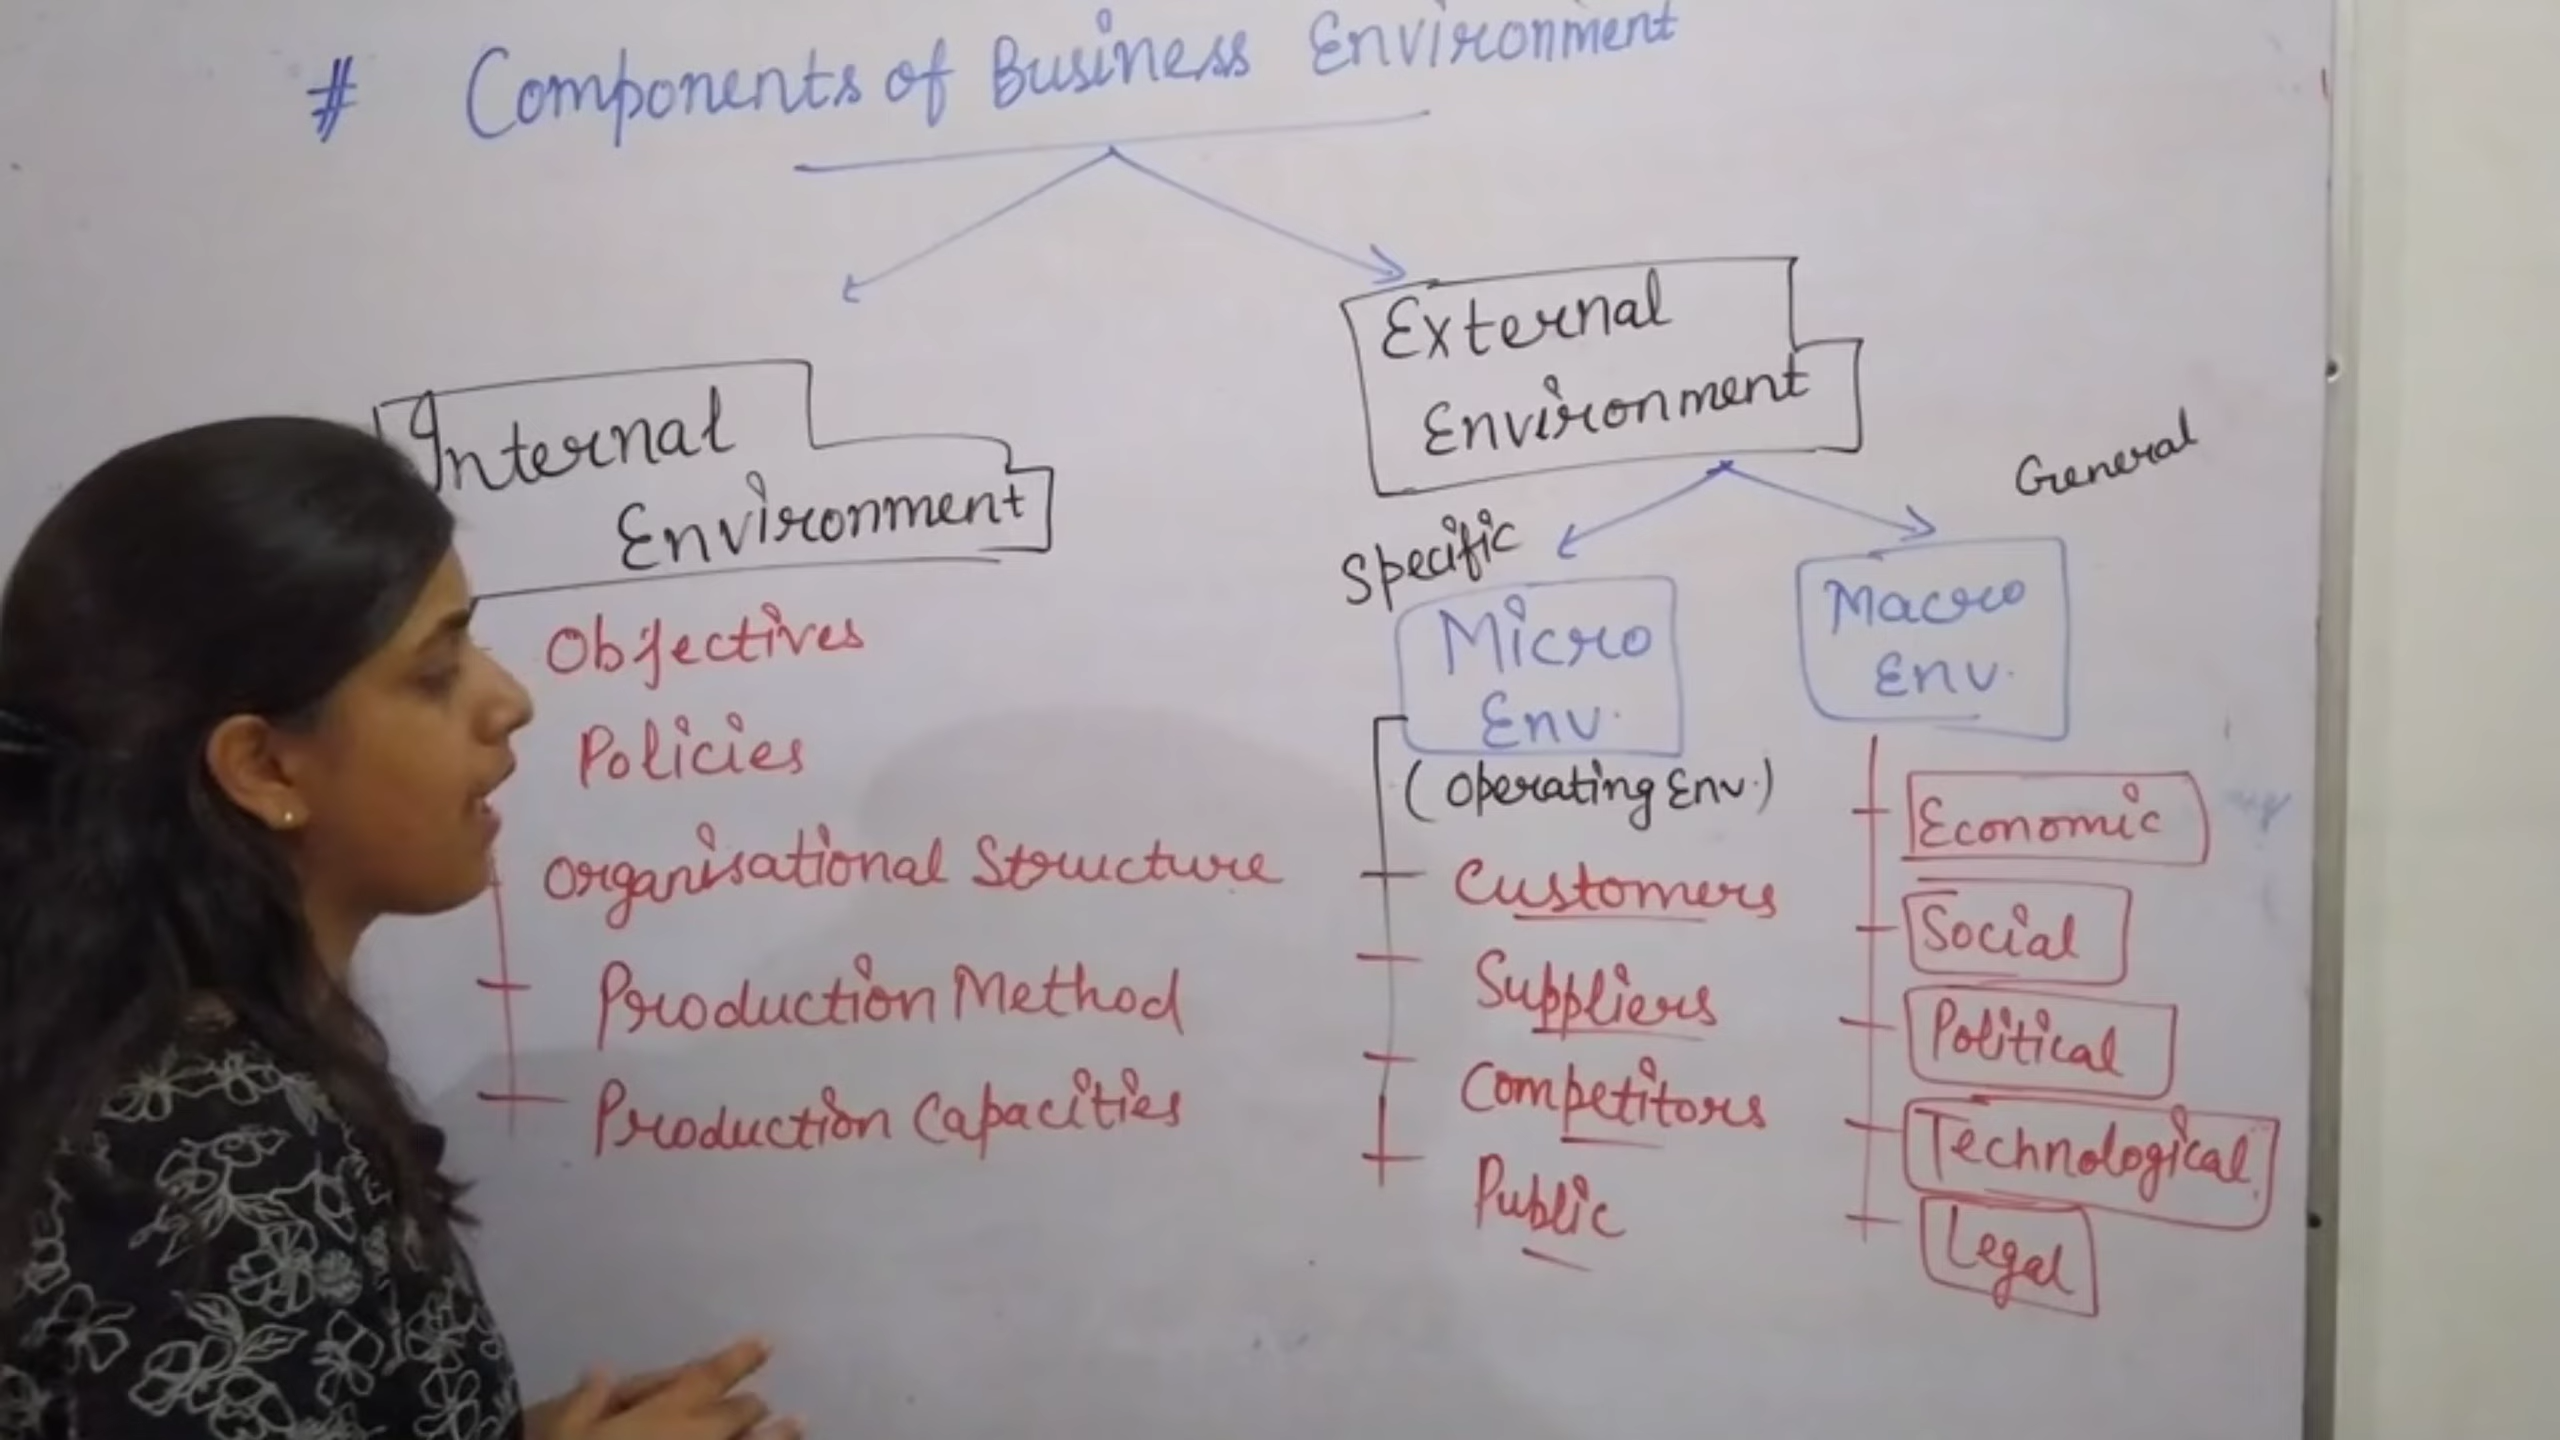 # Components of Business Environment
Internal
Environment
Objectives
Policies
Organisational Structure
Production Method
Production Capacities
External
Environment
Specific
Micro
Env.
(Operating Env.)
Customers
Suppliers
Competitors
Public
General
Macro
Env.
Economic
Social
Political
Technological
Legal